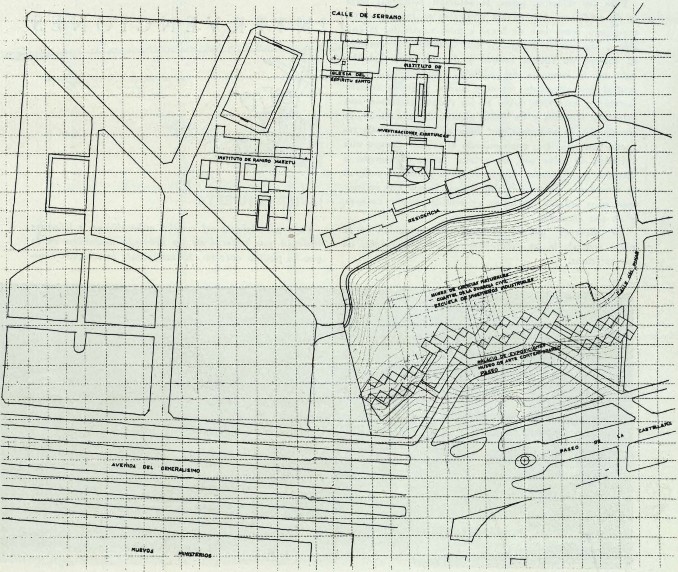 CALLE DE SERRANO
IGLESIA DEL
ESPIRITU SANTO
INSTITUTO DE
INVESTIGACIONES CIENTIFICAS
INSTITUTO DE RAMIRO MAEZTU
RESIDENCIA
MUSEO DE CIENCIAS NATURALES
CUARTEL DE LA GUARDIA CIVIL
ESCUELA DE INGENIEROS INDUSTRIALES
CALLE DEL PINAR
PALACIO DE EXPOSICIONES
MUSEO DE ARTE CONTEMPORANEO
PASEO DE LA CASTELLANA
AVENIDA DEL GENERALISIMO
NUEVOS MINISTERIOS